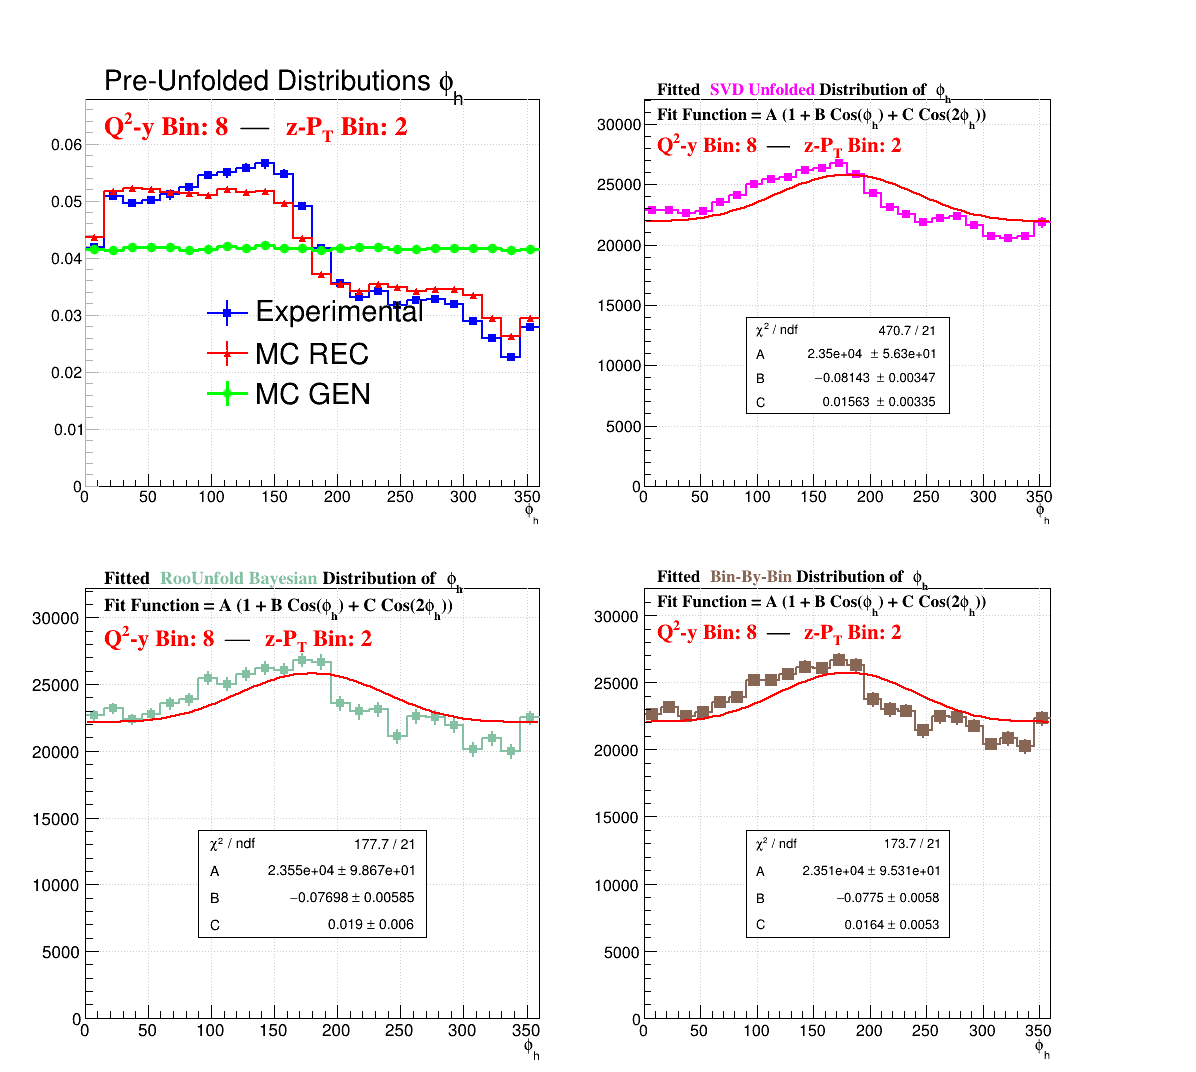 Pre-Unfolded Distributions ϕh
Q²-y Bin: 8 — z-PT Bin: 2
0.06
0.05
0.04
0.03
0.02
0.01
0
Experimental
MC REC
MC GEN
0 50 100 150 200 250 300 350
ϕh
Fitted SVD Unfolded Distribution of ϕh
Fit Function = A (1 + B Cos(ϕh) + C Cos(2ϕh))
Q²-y Bin: 8 — z-PT Bin: 2
30000
25000
20000
15000
10000
5000
0
χ² / ndf 470.7 / 21
A 2.35e+04 ± 5.63e+01
B −0.08143 ± 0.00347
C 0.01563 ± 0.00335
0 50 100 150 200 250 300 350
ϕh
Fitted RooUnfold Bayesian Distribution of ϕh
Fit Function = A (1 + B Cos(ϕh) + C Cos(2ϕh))
Q²-y Bin: 8 — z-PT Bin: 2
30000
25000
20000
15000
10000
5000
0
χ² / ndf 177.7 / 21
A 2.355e+04 ± 9.867e+01
B −0.07698 ± 0.00585
C 0.019 ± 0.006
0 50 100 150 200 250 300 350
ϕh
Fitted Bin-By-Bin Distribution of ϕh
Fit Function = A (1 + B Cos(ϕh) + C Cos(2ϕh))
Q²-y Bin: 8 — z-PT Bin: 2
30000
25000
20000
15000
10000
5000
0
χ² / ndf 173.7 / 21
A 2.351e+04 ± 9.531e+01
B −0.0775 ± 0.0058
C 0.0164 ± 0.0053
0 50 100 150 200 250 300 350
ϕh